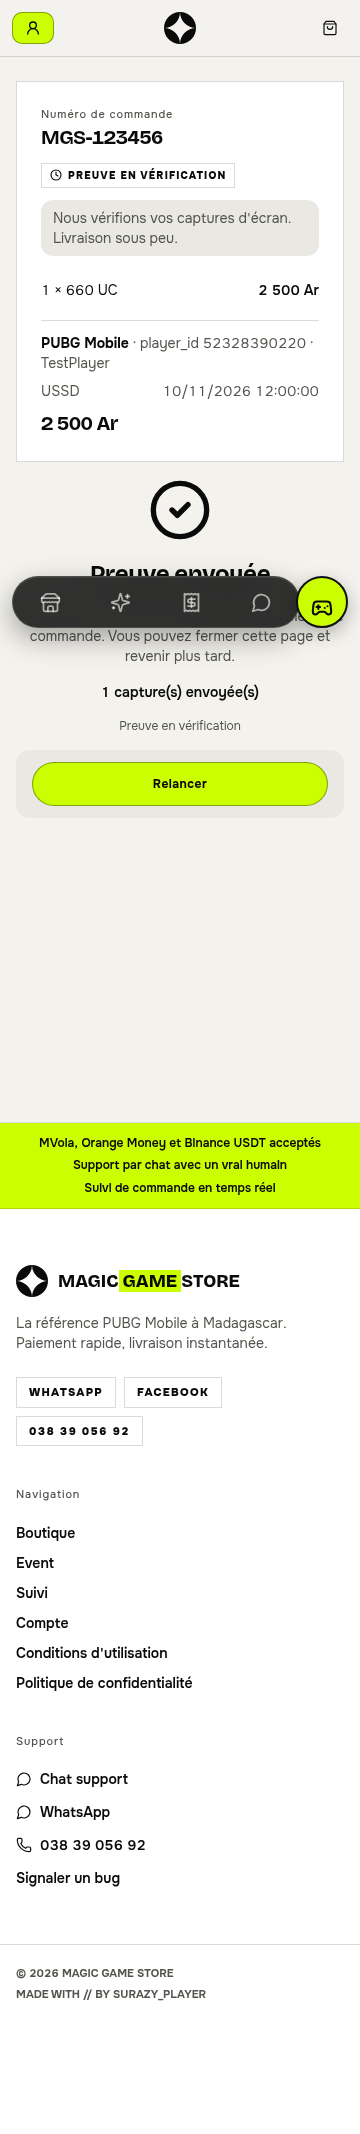 Numéro de commande
MGS-123456
PREUVE EN VÉRIFICATION
Nous vérifions vos captures d'écran.
Livraison sous peu.
1 × 660 UC
2 500 Ar
PUBG Mobile · player_id 52328390220 ·
TestPlayer
USSD
10/11/2026 12:00:00
2 500 Ar
Preuve envoyée
commande. Vous pouvez fermer cette page et
revenir plus tard.
1 capture(s) envoyée(s)
Preuve en vérification
Relancer
MVola, Orange Money et Binance USDT acceptés
Support par chat avec un vrai humain
Suivi de commande en temps réel
MAGIC GAME STORE
La référence PUBG Mobile à Madagascar.
Paiement rapide, livraison instantanée.
WHATSAPP
FACEBOOK
038 39 056 92
Navigation
Boutique
Event
Suivi
Compte
Conditions d'utilisation
Politique de confidentialité
Support
Chat support
WhatsApp
038 39 056 92
Signaler un bug
© 2026 MAGIC GAME STORE
MADE WITH // BY SURAZY_PLAYER